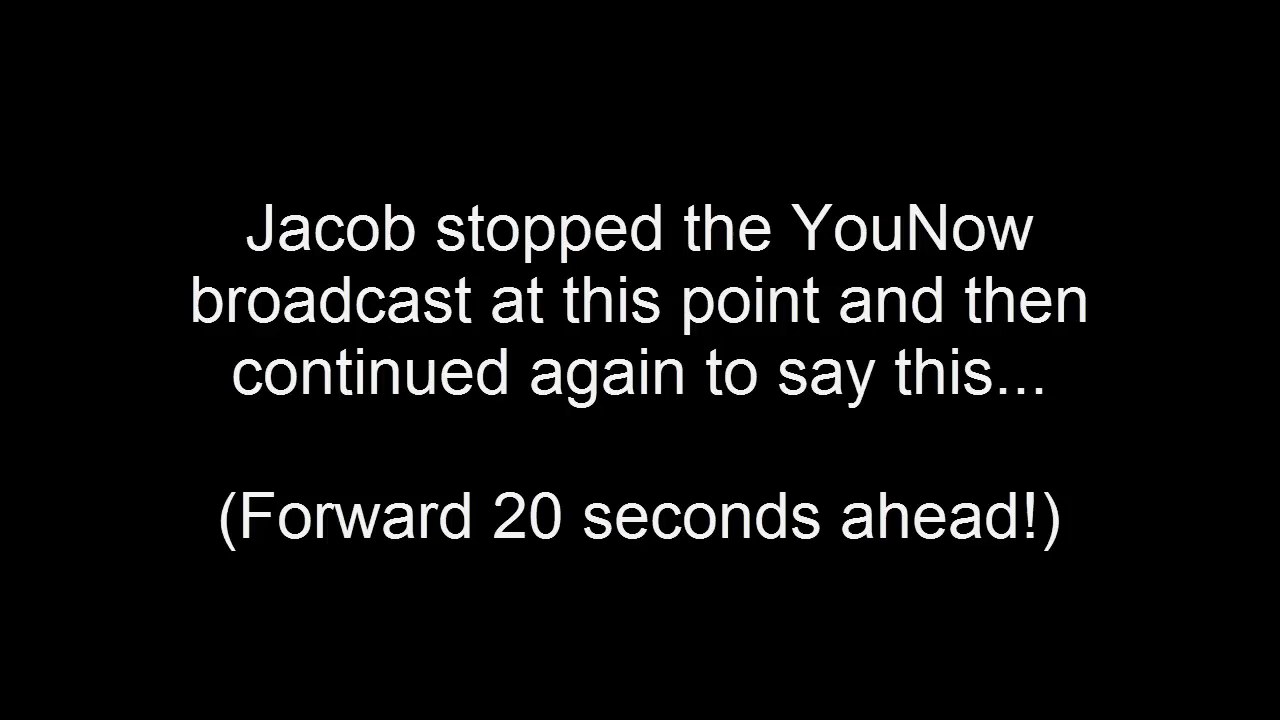 Jacob stopped the YouNow
broadcast at this point and then
continued again to say this...
(Forward 20 seconds ahead!)